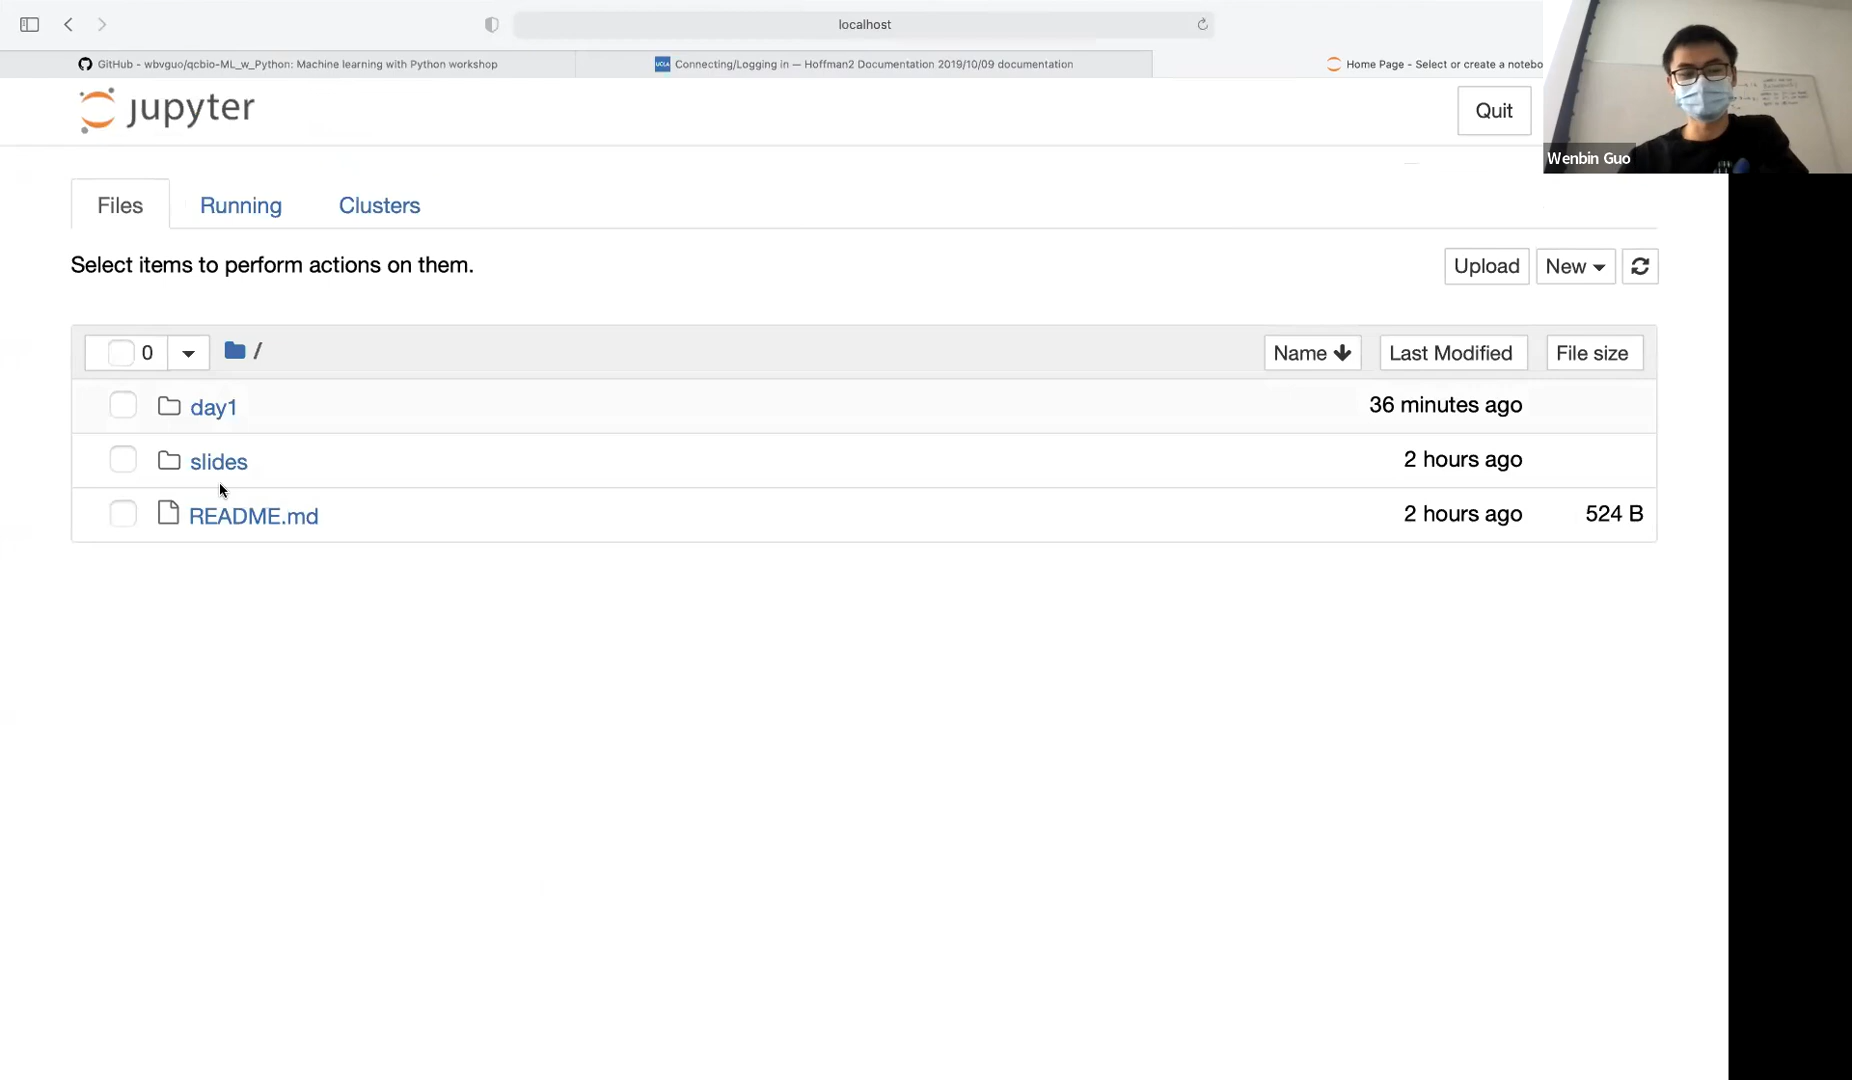 localhost
GitHub - wbvguo/qcbio-ML_w_Python: Machine learning with Python workshop
UCLA
Connecting/Logging in — Hoffman2 Documentation 2019/10/09 documentation
Home Page - Select or create a notebo
jupyter
Quit
Wenbin Guo
Files
Running
Clusters
Select items to perform actions on them.
Upload
New
0
/
Name
Last Modified
File size
day1
36 minutes ago
slides
2 hours ago
README.md
2 hours ago
524 B